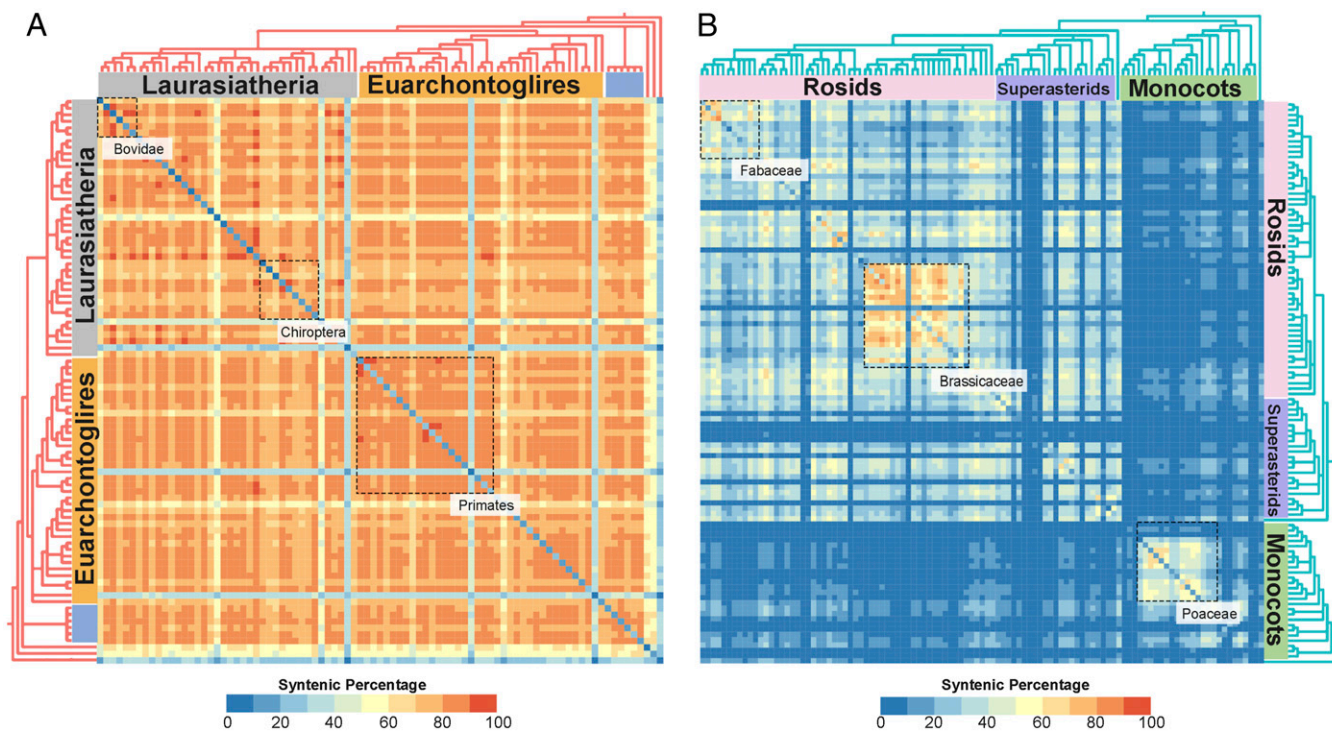 A
Laurasiatheria
Euarchontoglires
Laurasiatheria
Euarchontoglires
Bovidae
Chiroptera
Primates
Syntenic Percentage
0 20 40 60 80 100
B
Rosids
Superasterids
Monocots
Rosids
Superasterids
Monocots
Fabaceae
Brassicaceae
Poaceae
Syntenic Percentage
0 20 40 60 80 100